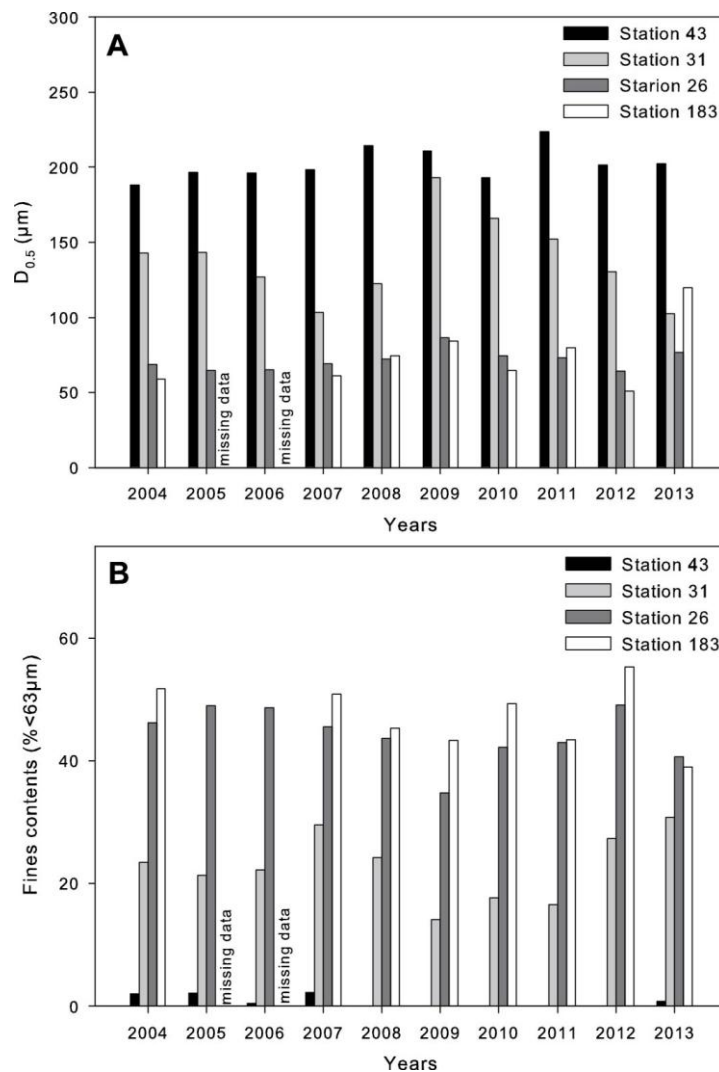 A
Station 43
Station 31
Starion 26
Station 183
300
250
200
150
100
50
0
D0.5 (µm)
missing data
missing data
2004 2005 2006 2007 2008 2009 2010 2011 2012 2013
Years
B
Station 43
Station 31
Station 26
Station 183
60
40
20
0
Fines contents (%<63µm)
missing data
missing data
2004 2005 2006 2007 2008 2009 2010 2011 2012 2013
Years